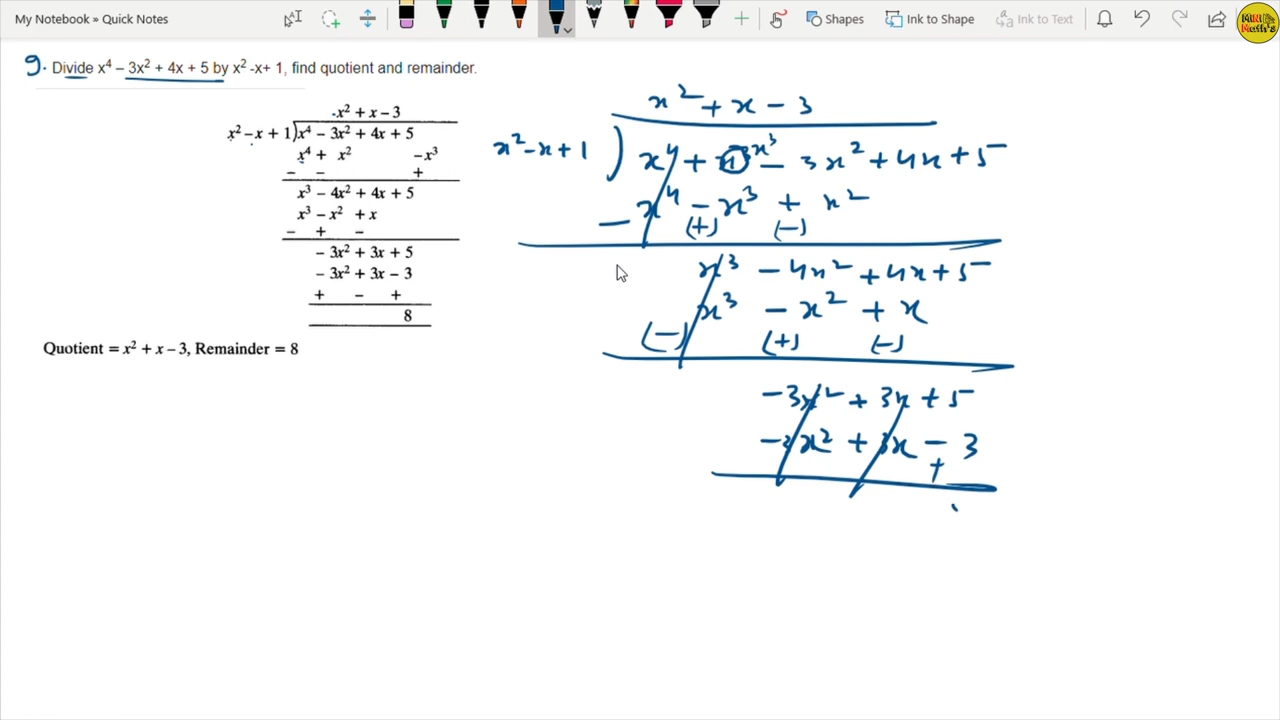 My Notebook » Quick Notes
Shapes Ink to Shape Ink to Text
MKR Math's
9. Divide x⁴ – 3x² + 4x + 5 by x² -x+ 1, find quotient and remainder.
x² + x – 3
x² – x + 1)x⁴ – 3x² + 4x + 5
x⁴ + x² –x³
– – +
x³ – 4x² + 4x + 5
x³ – x² + x
– + –
– 3x² + 3x + 5
– 3x² + 3x – 3
+ – +
8
Quotient = x² + x – 3, Remainder = 8
x² + x – 3
x² – x + 1 ) x⁴ + x³ – 3x² + 4x + 5
– x⁴ – x³ + x²
(+) (–)
x³ – 4x² + 4x + 5
x³ – x² + x
(–) (+) (–)
–3x² + 3x + 5
–3x² + 3x – 3
+